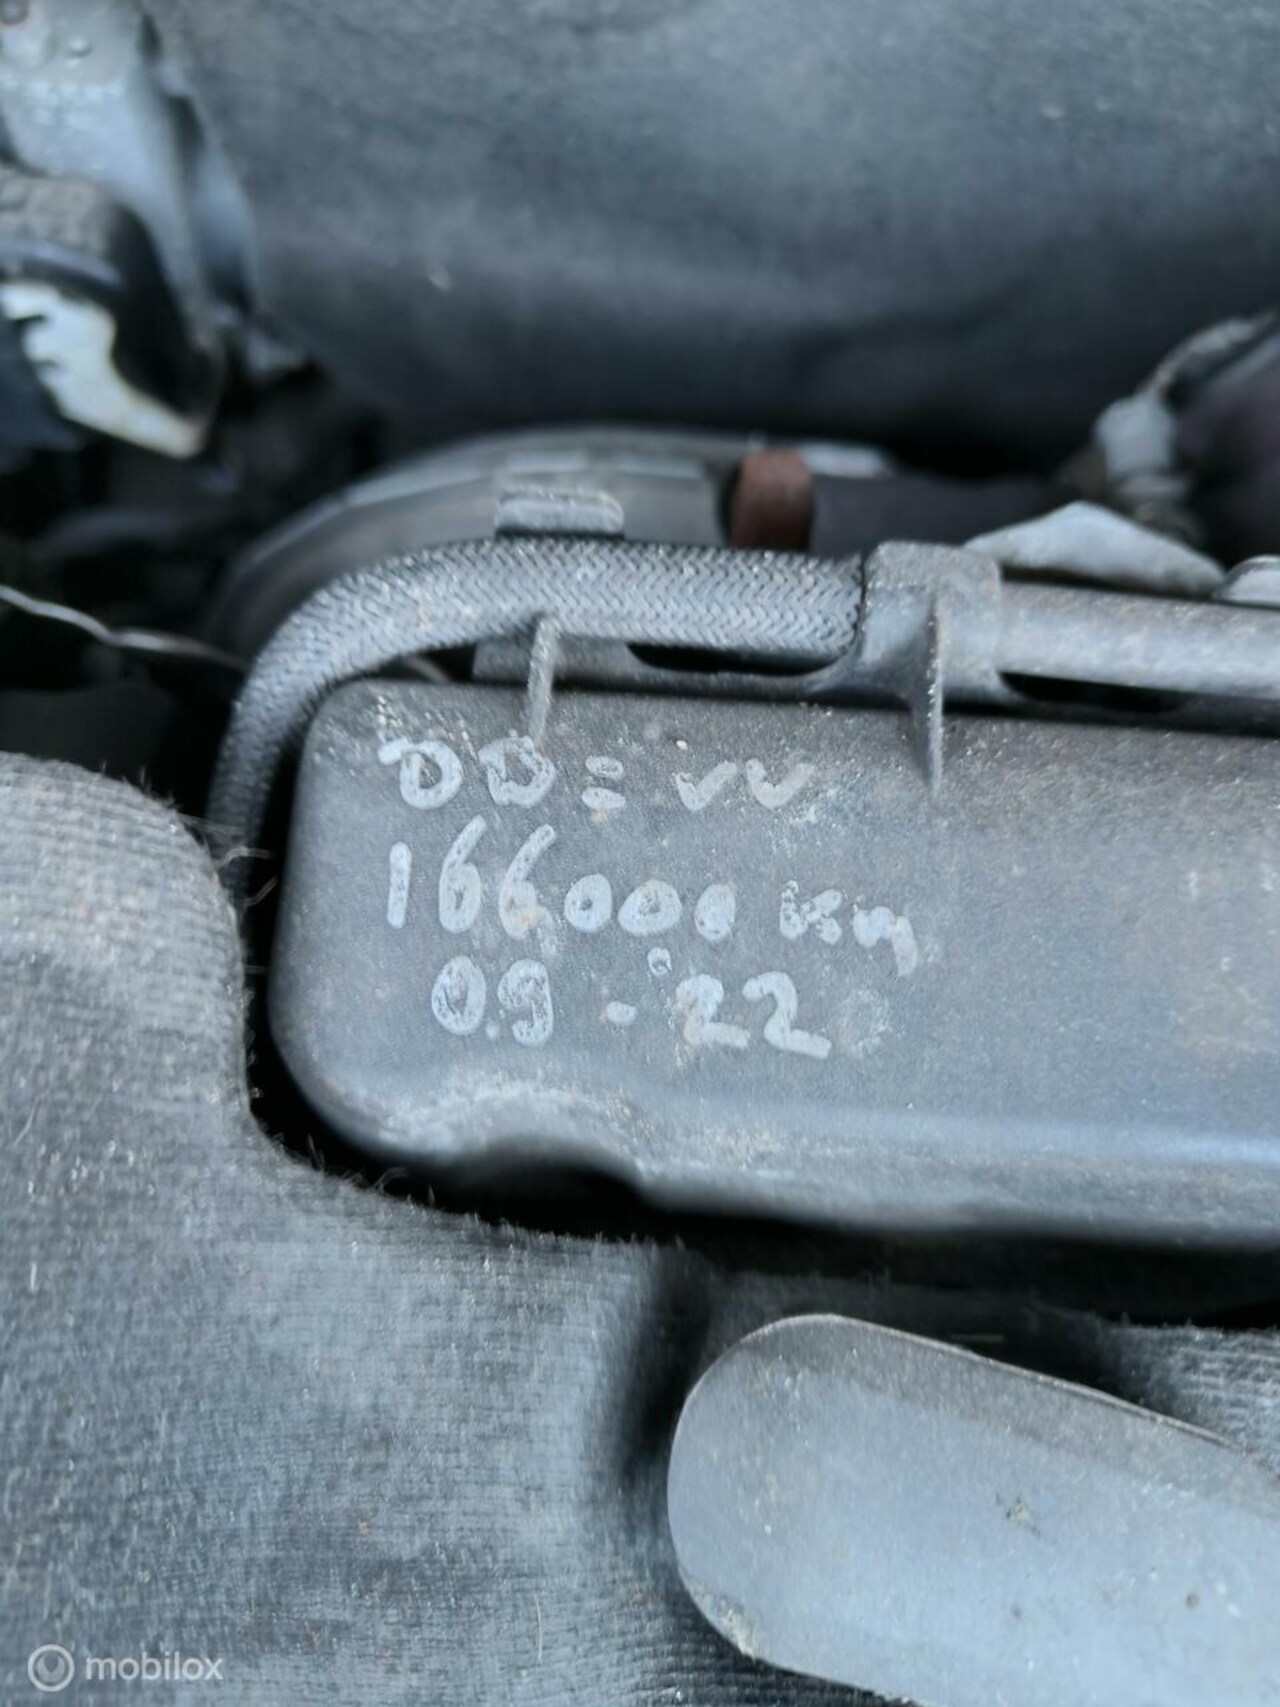 DD = VV
166000 km
09-'22
mobilox